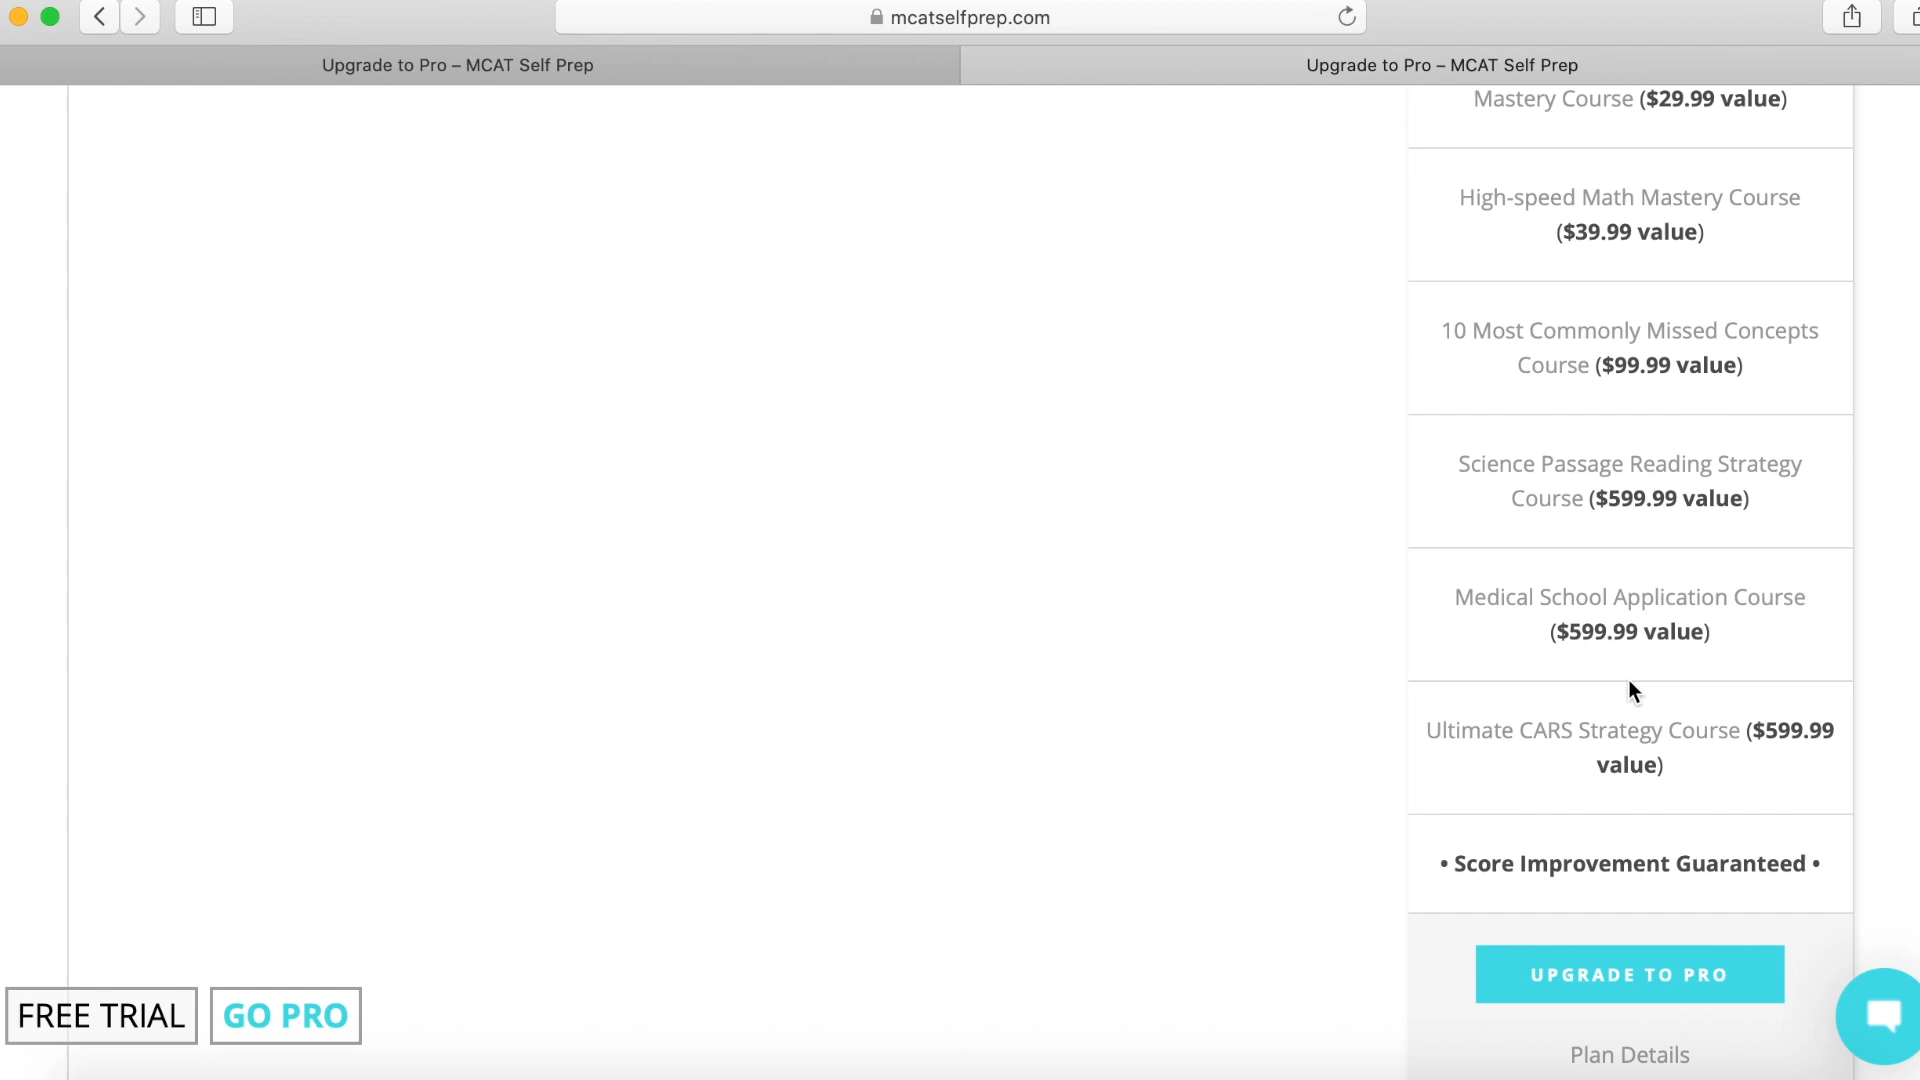 mcatselfprep.com
Upgrade to Pro – MCAT Self Prep
Upgrade to Pro – MCAT Self Prep
Mastery Course ($29.99 value)
High-speed Math Mastery Course
($39.99 value)
10 Most Commonly Missed Concepts
Course ($99.99 value)
Science Passage Reading Strategy
Course ($599.99 value)
Medical School Application Course
($599.99 value)
Ultimate CARS Strategy Course ($599.99
value)
• Score Improvement Guaranteed •
UPGRADE TO PRO
FREE TRIAL
GO PRO
Plan Details